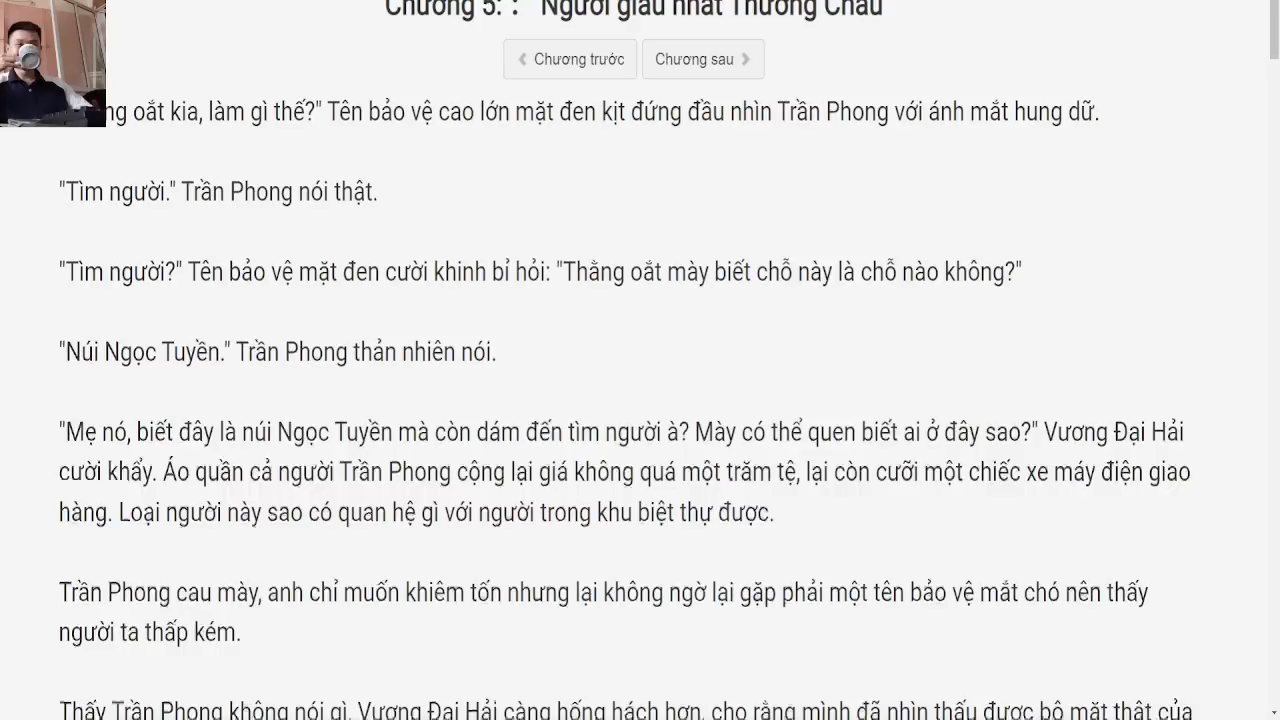 Chương 5: : Người giàu nhất Thương Châu
Chương trước
Chương sau
oắt kia, làm gì thế?" Tên bảo vệ cao lớn mặt đen kịt đứng đầu nhìn Trần Phong với ánh mắt hung dữ.
"Tìm người." Trần Phong nói thật.
"Tìm người?" Tên bảo vệ mặt đen cười khinh bỉ hỏi: "Thằng oắt mày biết chỗ này là chỗ nào không?"
"Núi Ngọc Tuyền." Trần Phong thản nhiên nói.
"Mẹ nó, biết đây là núi Ngọc Tuyền mà còn dám đến tìm người à? Mày có thể quen biết ai ở đây sao?" Vương Đại Hải
cười khẩy. Áo quần cả người Trần Phong cộng lại giá không quá một trăm tệ, lại còn cưỡi một chiếc xe máy điện giao
hàng. Loại người này sao có quan hệ gì với người trong khu biệt thự được.
Trần Phong cau mày, anh chỉ muốn khiêm tốn nhưng lại không ngờ lại gặp phải một tên bảo vệ mắt chó nên thấy
người ta thấp kém.
Thấy Trần Phong không nói gì, Vương Đại Hải càng hống hách hơn, cho rằng mình đã nhìn thấu được bộ mặt thật của